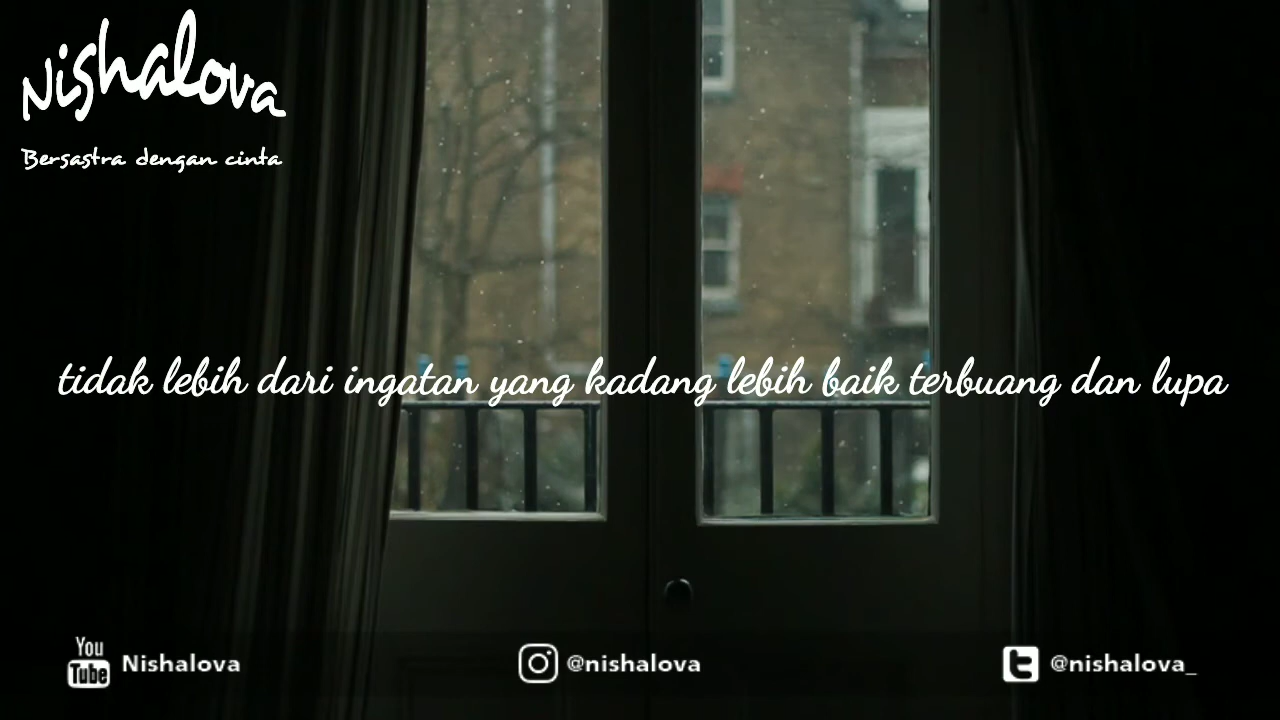 Nishalova
Bersastra dengan cinta
tidak lebih dari ingatan yang kadang lebih baik terbuang dan lupa
You Tube Nishalova
@nishalova
@nishalova_